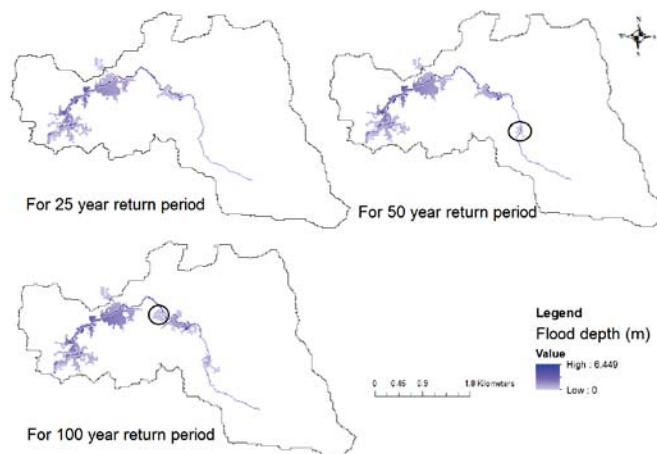 For 25 year return period
For 50 year return period
For 100 year return period
Legend
Flood depth (m)
Value
High : 6.449
Low : 0
0 0.45 0.9 1.8 Kilometers